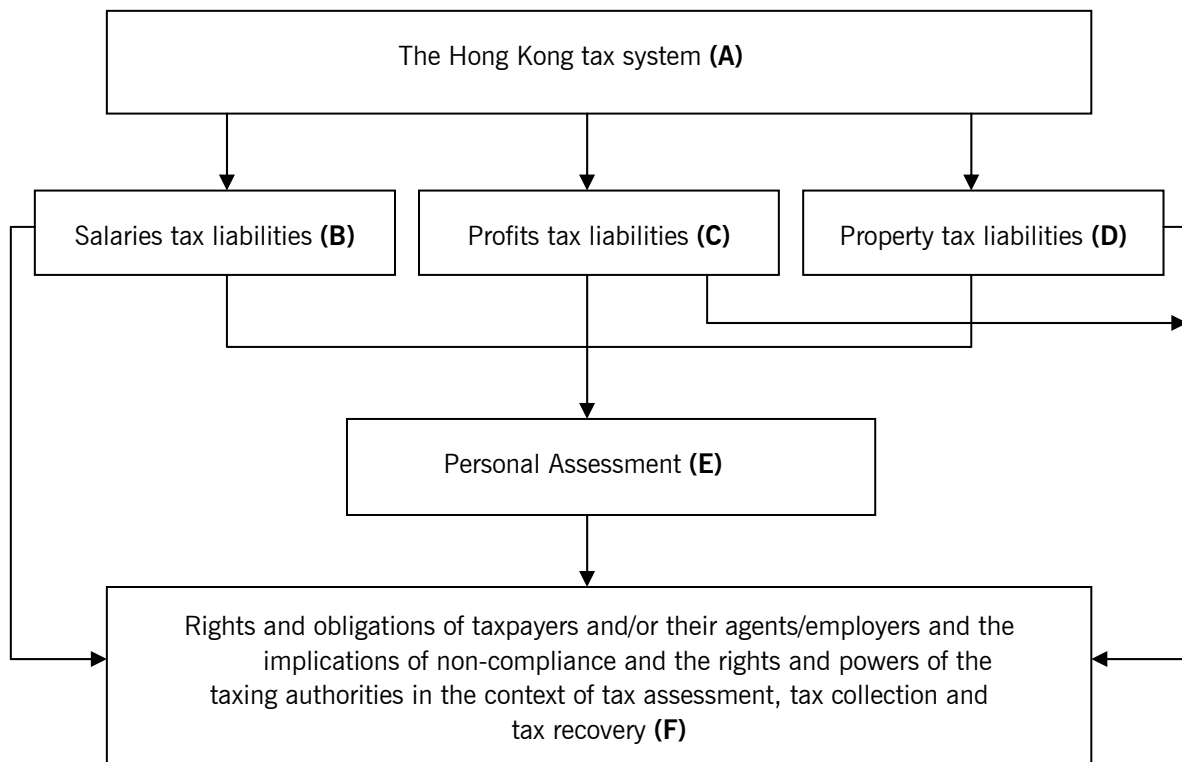 The Hong Kong tax system (A)
Salaries tax liabilities (B)
Profits tax liabilities (C)
Property tax liabilities (D)
Personal Assessment (E)
Rights and obligations of taxpayers and/or their agents/employers and the
implications of non-compliance and the rights and powers of the
taxing authorities in the context of tax assessment, tax collection and
tax recovery (F)